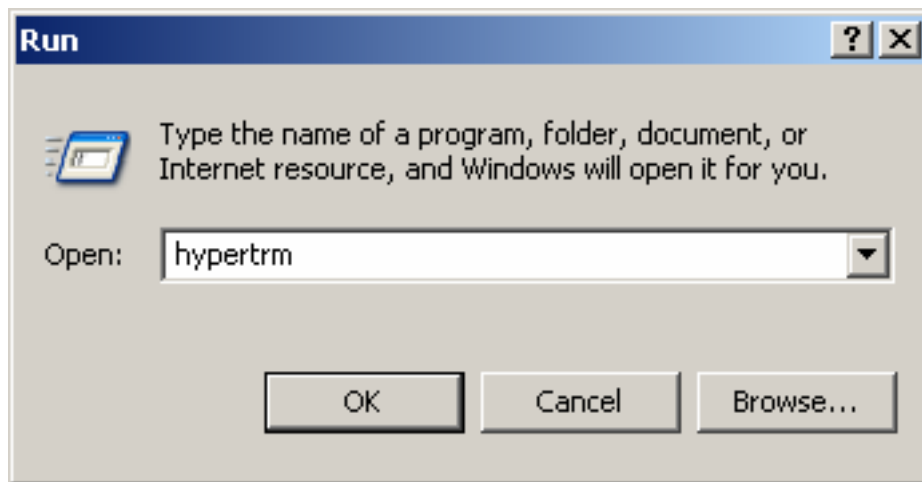 Run
Type the name of a program, folder, document, or
Internet resource, and Windows will open it for you.
Open: hypertrm
OK Cancel Browse...